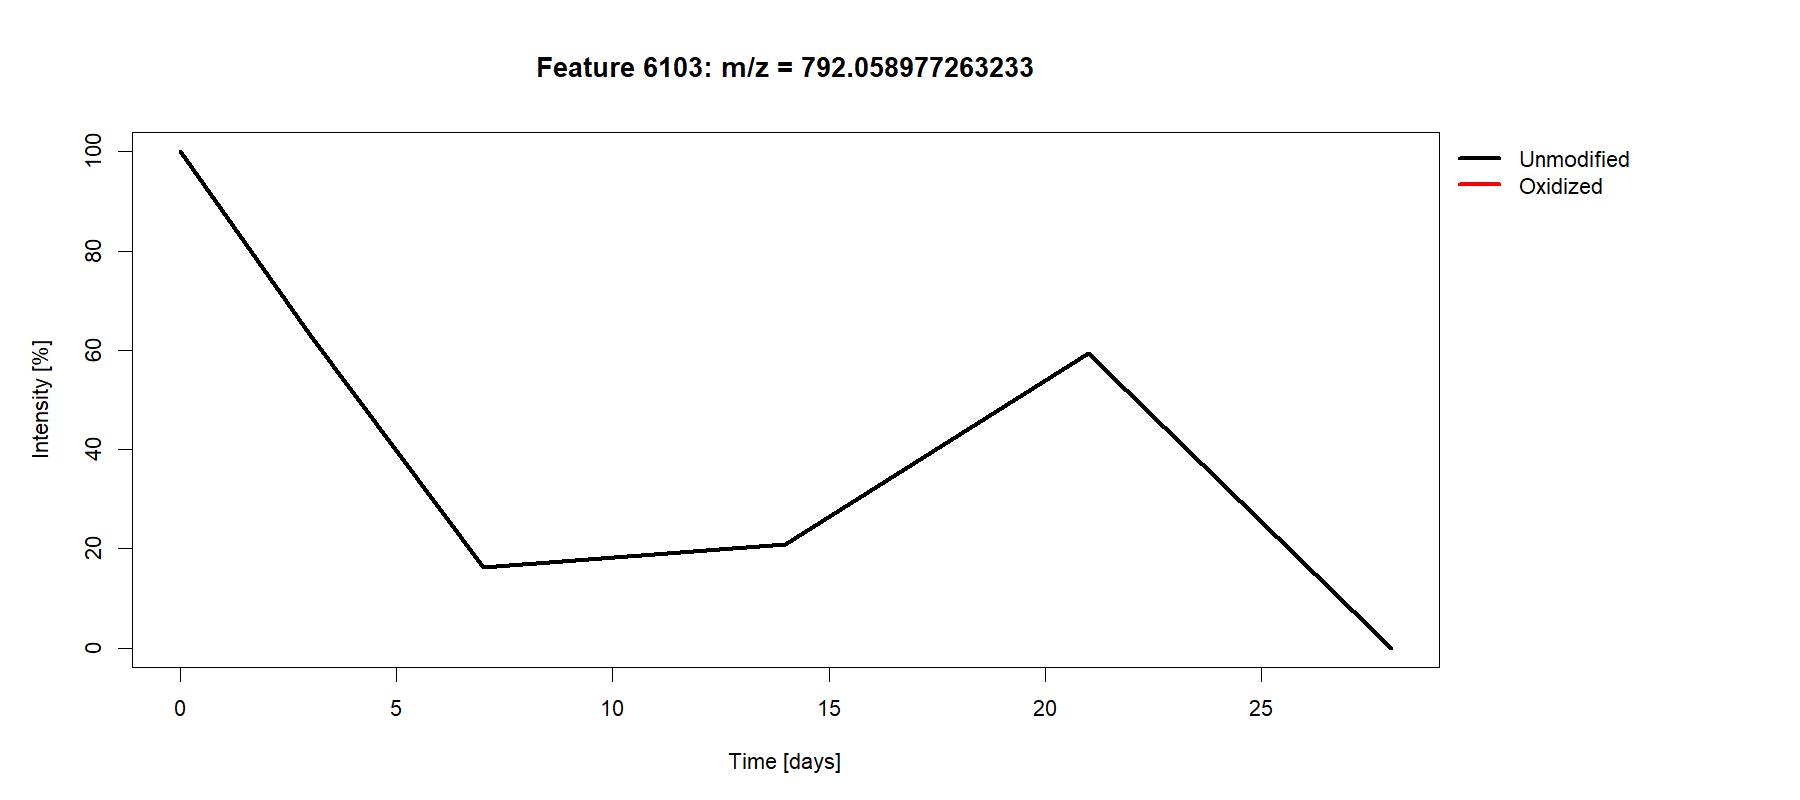 Feature 6103: m/z = 792.058977263233
Unmodified
Oxidized
Intensity [%]
100
80
60
40
20
0
0 5 10 15 20 25
Time [days]